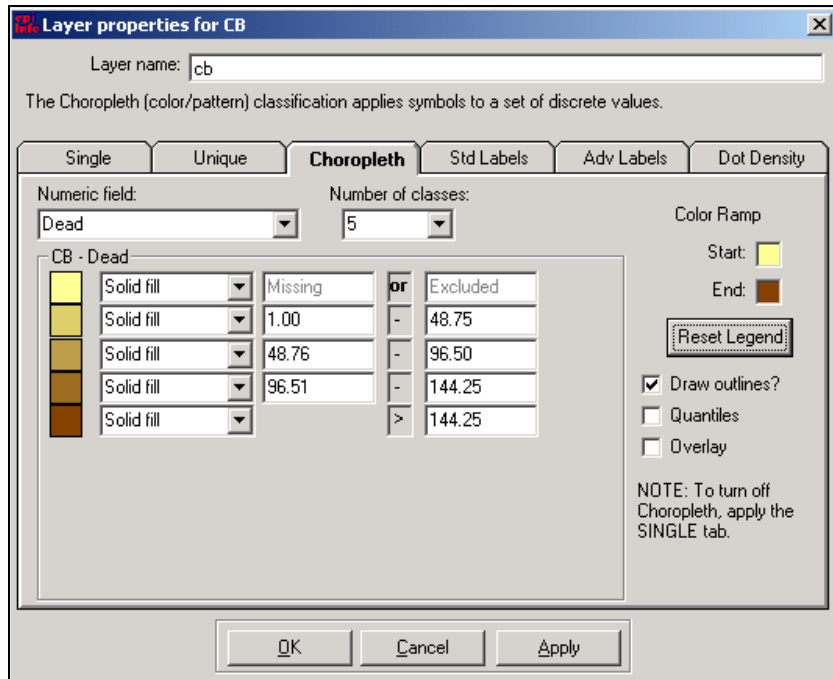 EPI
Info
Layer properties for CB
Layer name: cb
The Choropleth (color/pattern) classification applies symbols to a set of discrete values.
Single Unique Choropleth Std Labels Adv Labels Dot Density
Numeric field: Number of classes:
Dead 5
Color Ramp
Start:
End:
Reset Legend
Draw outlines?
Quantiles
Overlay
NOTE: To turn off
Choropleth, apply the
SINGLE tab.
CB - Dead
Solid fill Missing or Excluded
Solid fill 1.00 - 48.75
Solid fill 48.76 - 96.50
Solid fill 96.51 - 144.25
Solid fill > 144.25
OK Cancel Apply